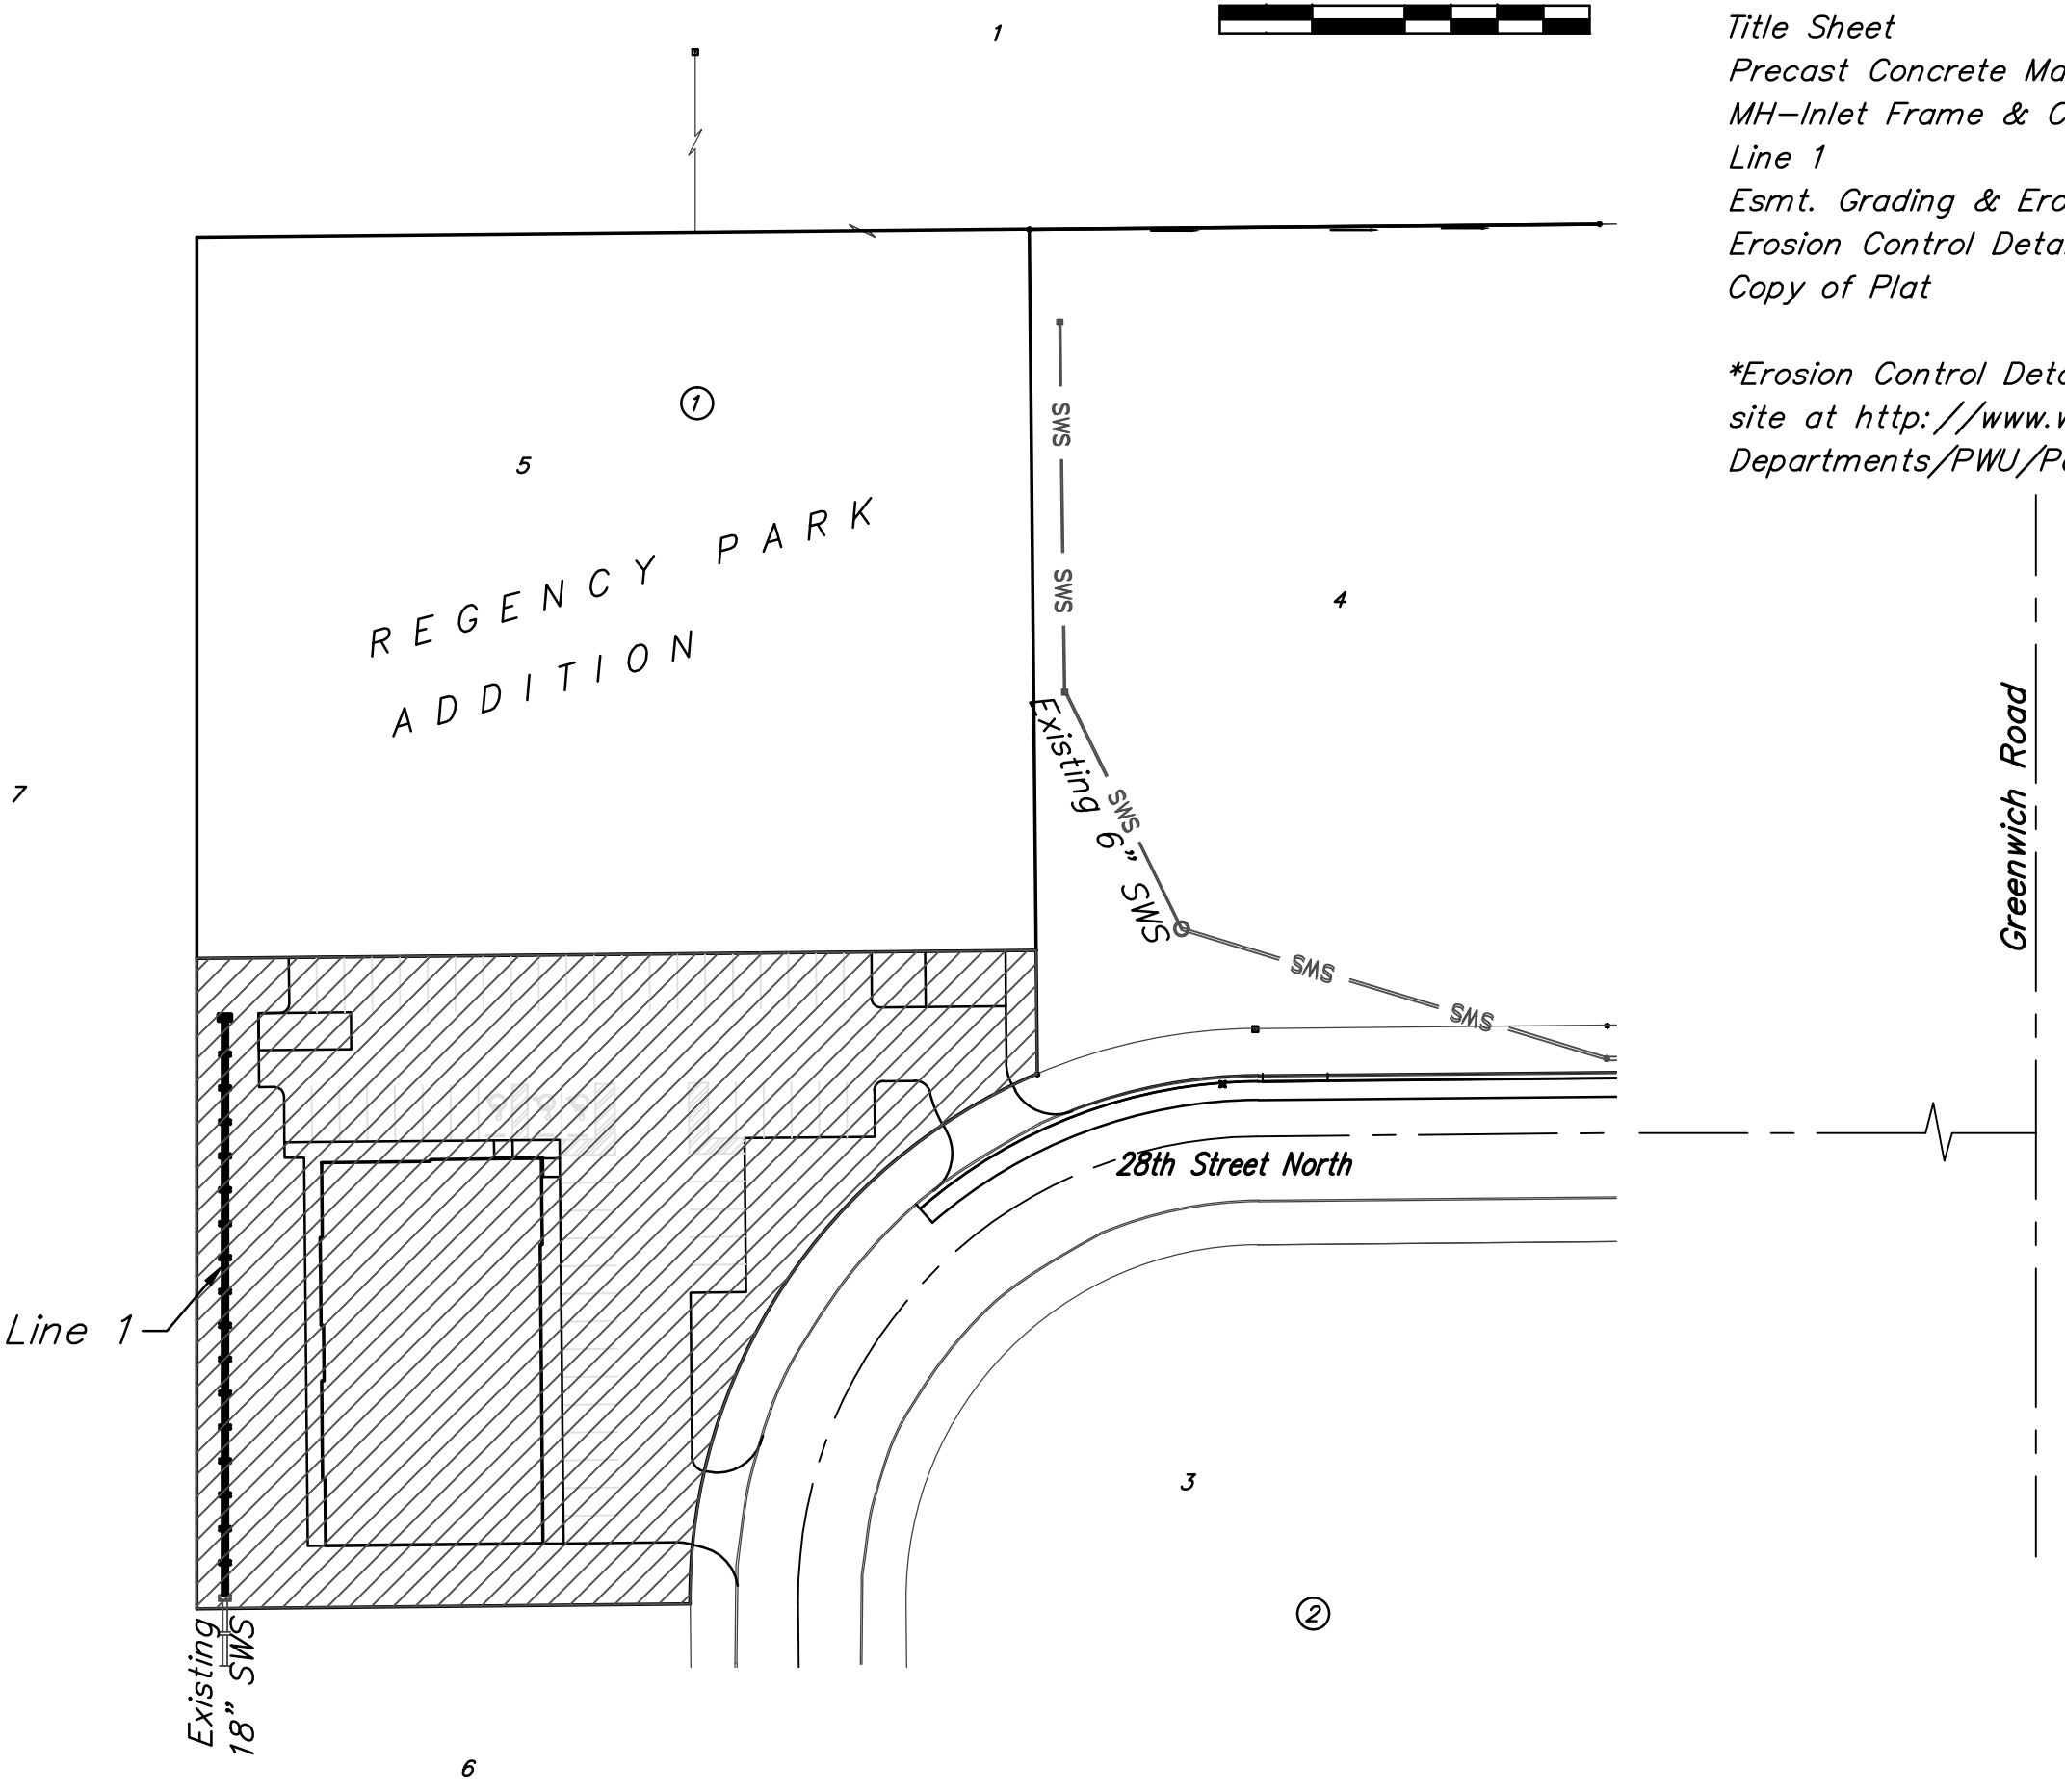 1
Title Sheet
Precast Concrete Ma
MH-Inlet Frame & C
Line 1
Esmt. Grading & Ero
Erosion Control Deta
Copy of Plat
*Erosion Control Deta
site at http://www.w
Departments/PWU/Pe
1
5
REGENCY PARK
ADDITION
SWS
SWS
4
7
Existing 6" SWS
SWS
SWS
SWS
Greenwich Road
28th Street North
Line 1
3
2
Existing
18" SWS
6